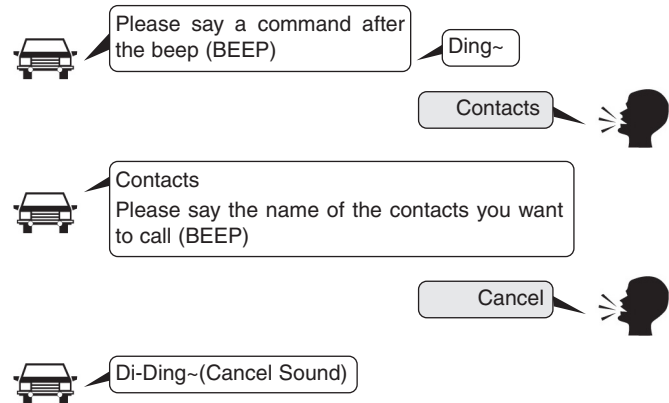 Please say a command after
the beep (BEEP)
Ding~
Contacts
Contacts
Please say the name of the contacts you want
to call (BEEP)
Cancel
Di-Ding~(Cancel Sound)